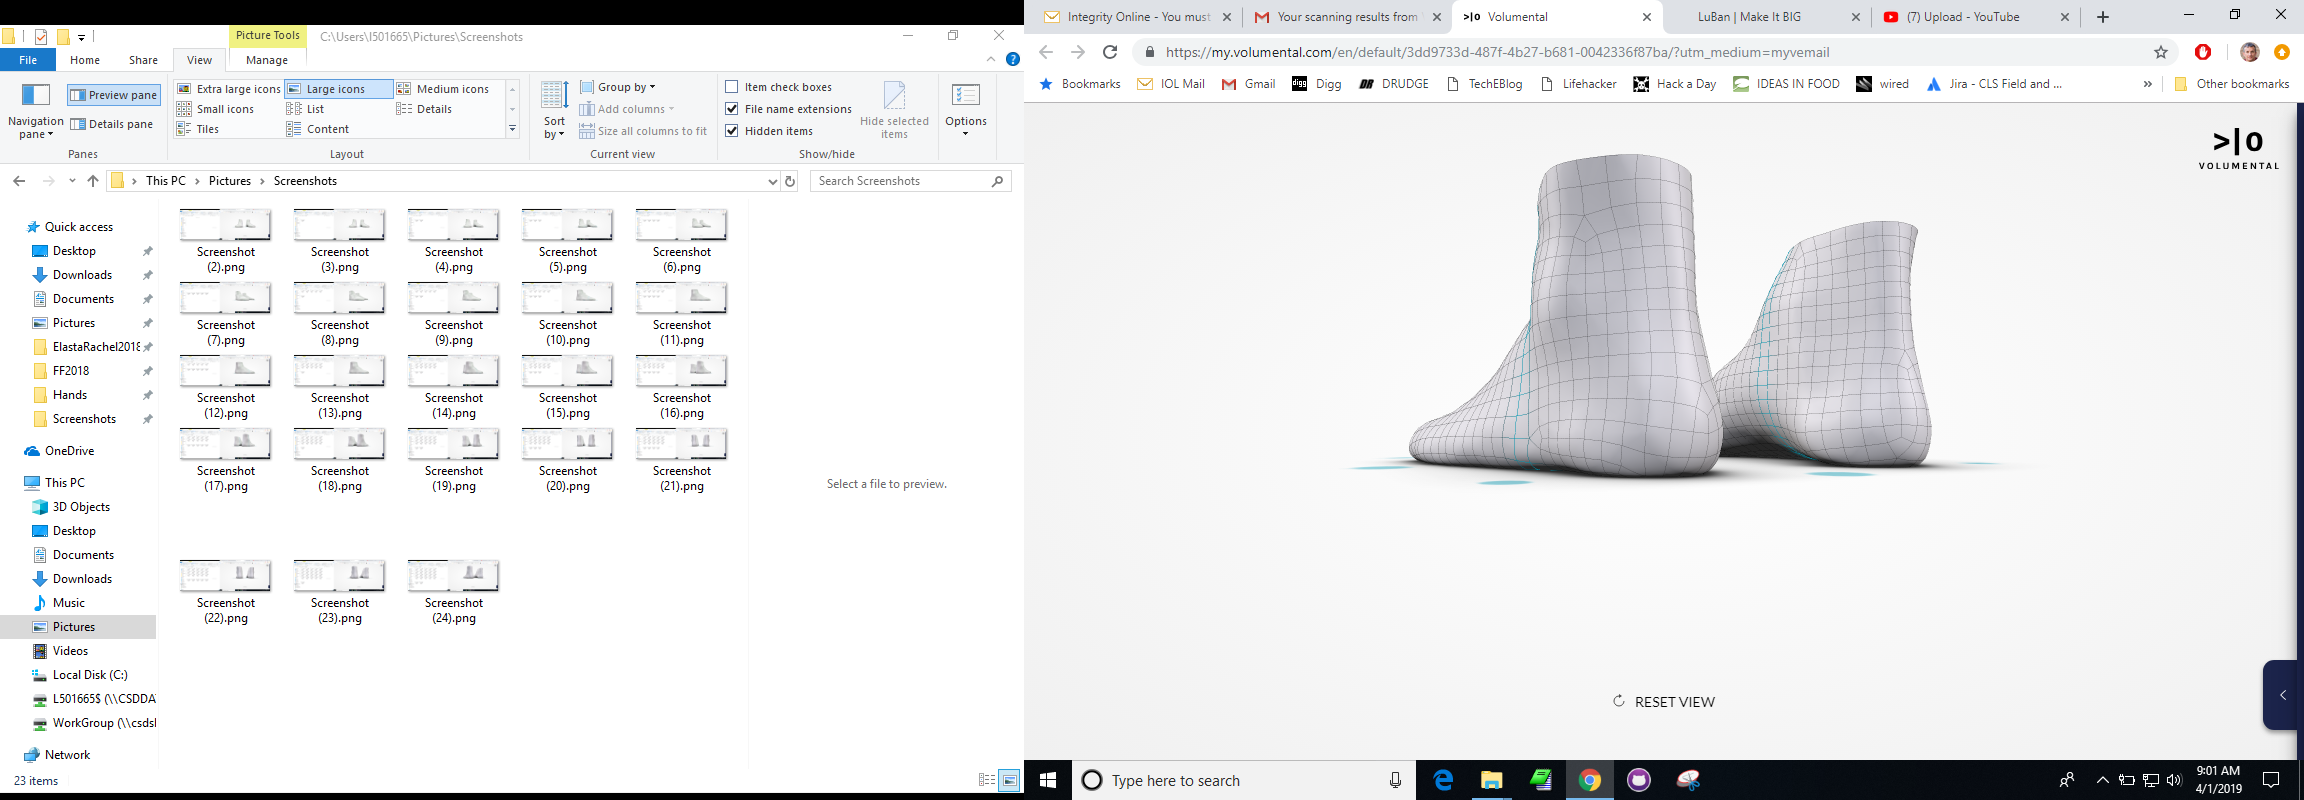 Picture Tools
C:\Users\I501665\Pictures\Screenshots
File
Home
Share
View
Manage
Navigation pane
Preview pane
Details pane
Panes
Extra large icons
Large icons
Medium icons
Small icons
List
Details
Tiles
Content
Layout
Sort by
Group by
Add columns
Size all columns to fit
Current view
Item check boxes
File name extensions
Hidden items
Hide selected items
Show/hide
Options
This PC
Pictures
Screenshots
Search Screenshots
Quick access
Desktop
Downloads
Documents
Pictures
ElastaRachel2018
FF2018
Hands
Screenshots
OneDrive
This PC
3D Objects
Desktop
Documents
Downloads
Music
Pictures
Videos
Local Disk (C:)
L501665$ (\\CSDDA
WorkGroup (\\csdsl
Network
23 items
Screenshot (2).png
Screenshot (3).png
Screenshot (4).png
Screenshot (5).png
Screenshot (6).png
Screenshot (7).png
Screenshot (8).png
Screenshot (9).png
Screenshot (10).png
Screenshot (11).png
Screenshot (12).png
Screenshot (13).png
Screenshot (14).png
Screenshot (15).png
Screenshot (16).png
Screenshot (17).png
Screenshot (18).png
Screenshot (19).png
Screenshot (20).png
Screenshot (21).png
Screenshot (22).png
Screenshot (23).png
Screenshot (24).png
Select a file to preview.
Integrity Online - You must
Your scanning results from
>|o Volumental
LuBan | Make It BIG
(7) Upload - YouTube
https://my.volumental.com/en/default/3dd9733d-487f-4b27-b681-0042336f87ba/?utm_medium=myvemail
Bookmarks
IOL Mail
Gmail
digg
Digg
DR
DRUDGE
TechEBlog
Lifehacker
Hack a Day
IDEAS IN FOOD
wired
Jira - CLS Field and ...
»
Other bookmarks
>|o
VOLUMENTAL
RESET VIEW
Type here to search
9:01 AM
4/1/2019